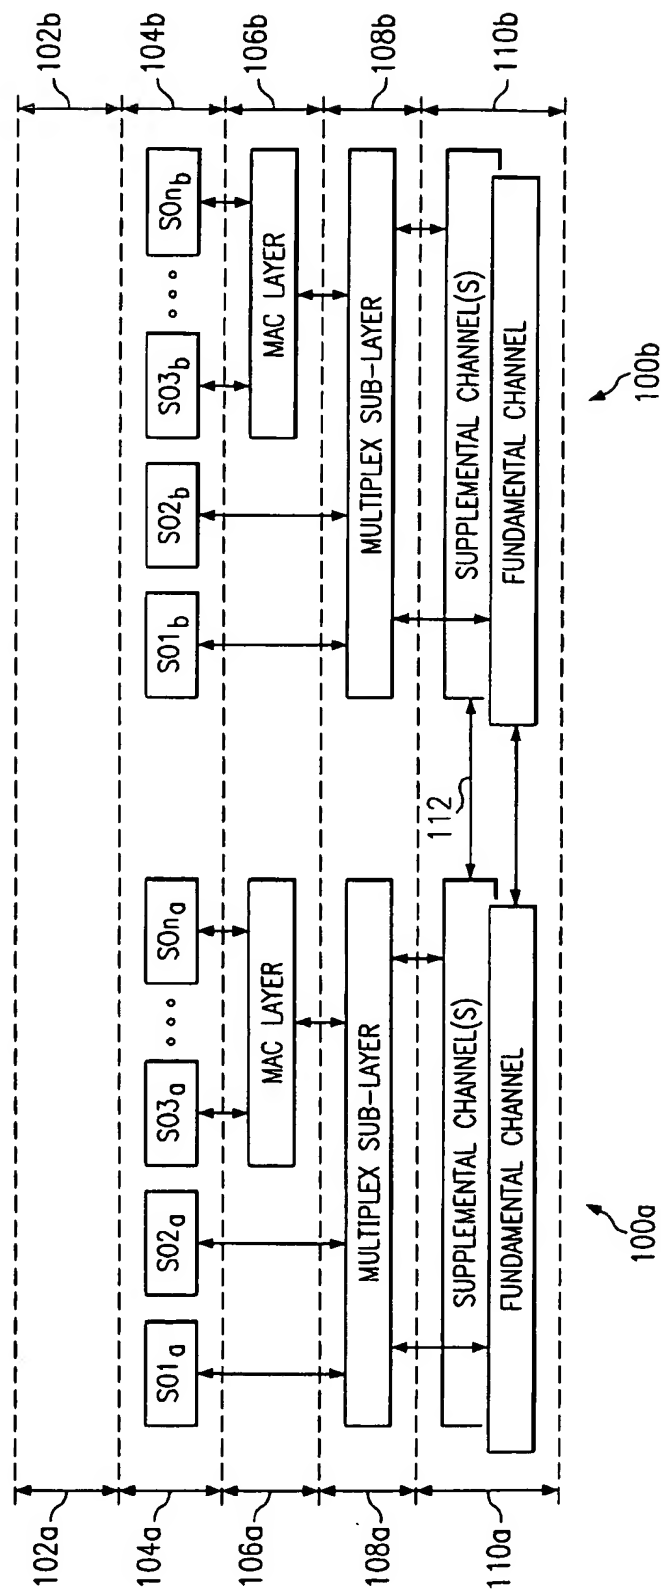 102a
102b
104a
SO1a
SO2a
SO3a
SOna
SO1b
SO2b
SO3b
SOnb
104b
106a
MAC LAYER
MAC LAYER
106b
108a
MULTIPLEX SUB-LAYER
MULTIPLEX SUB-LAYER
108b
112
110a
SUPPLEMENTAL CHANNEL(S)
SUPPLEMENTAL CHANNEL(S)
110b
FUNDAMENTAL CHANNEL
FUNDAMENTAL CHANNEL
100a
100b